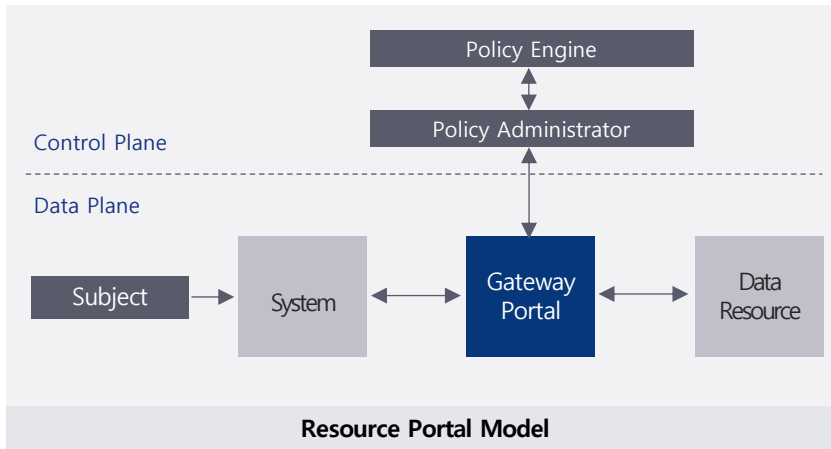 Policy Engine
Policy Administrator
Control Plane
Data Plane
Subject
System
Gateway
Portal
Data
Resource
Resource Portal Model